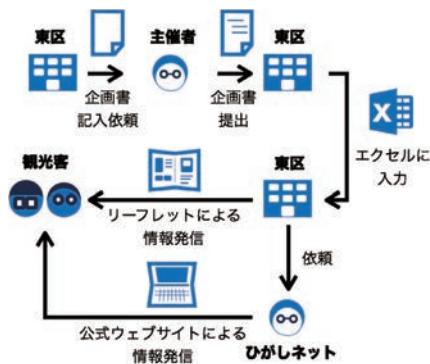 東区
主催者
東区
企画書
記入依頼
企画書
提出
X
エクセルに
入力
観光客
東区
リーフレットによる
情報発信
依頼
公式ウェブサイトによる
情報発信
ひがしネット